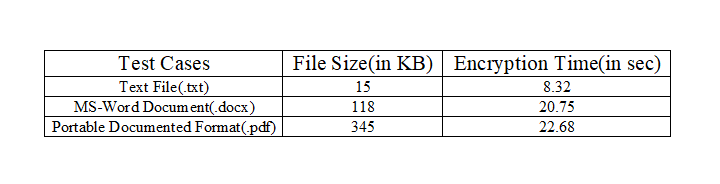 Test Cases File Size(in KB) Encryption Time(in sec)
Text File(.txt) 15 8.32
MS-Word Document(.docx) 118 20.75
Portable Documented Format(.pdf) 345 22.68